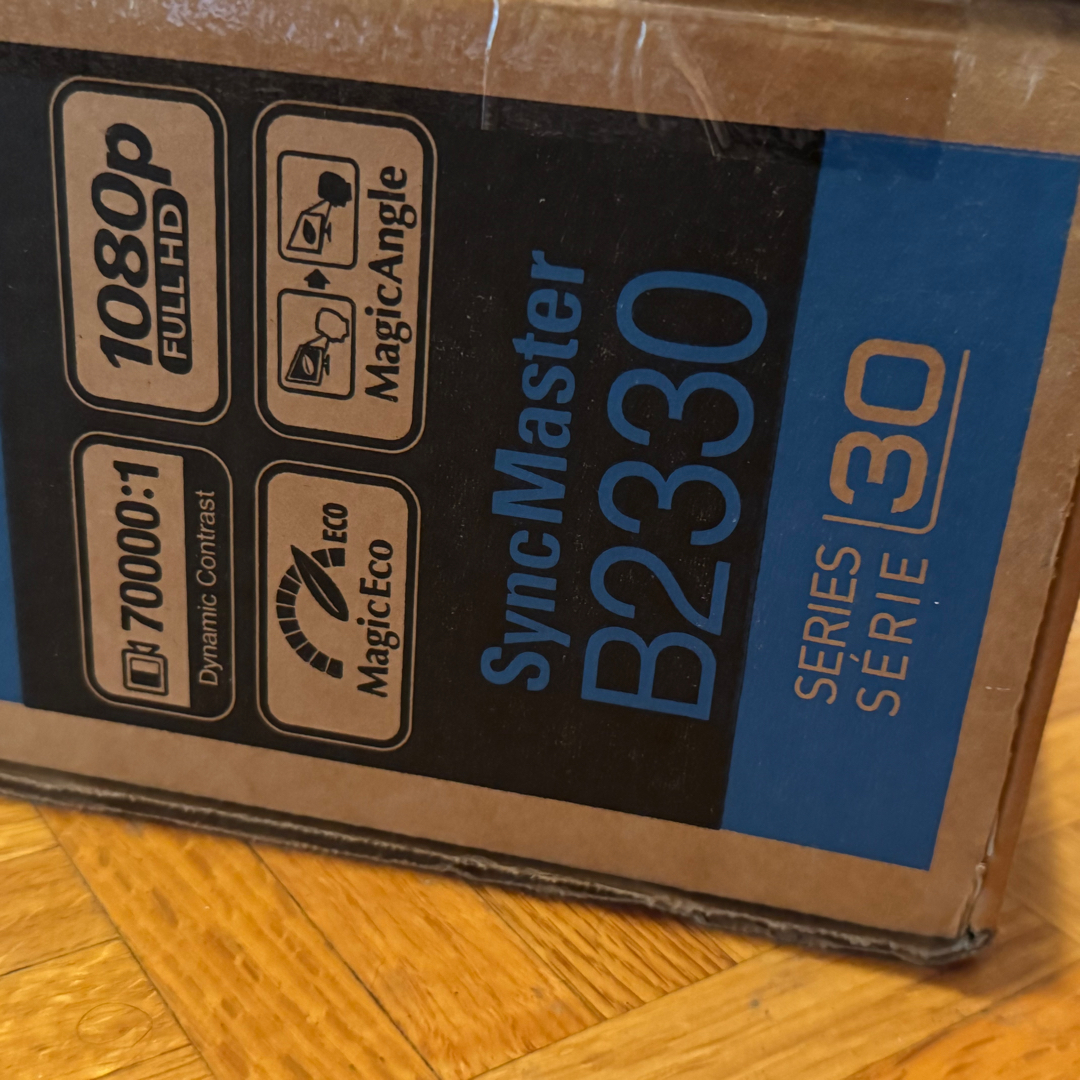 1080p
FULL HD
70000:1
Dynamic Contrast
MagicAngle
ECO
MagicEco
SyncMaster
B2330
SERIES 30
SÉRIE